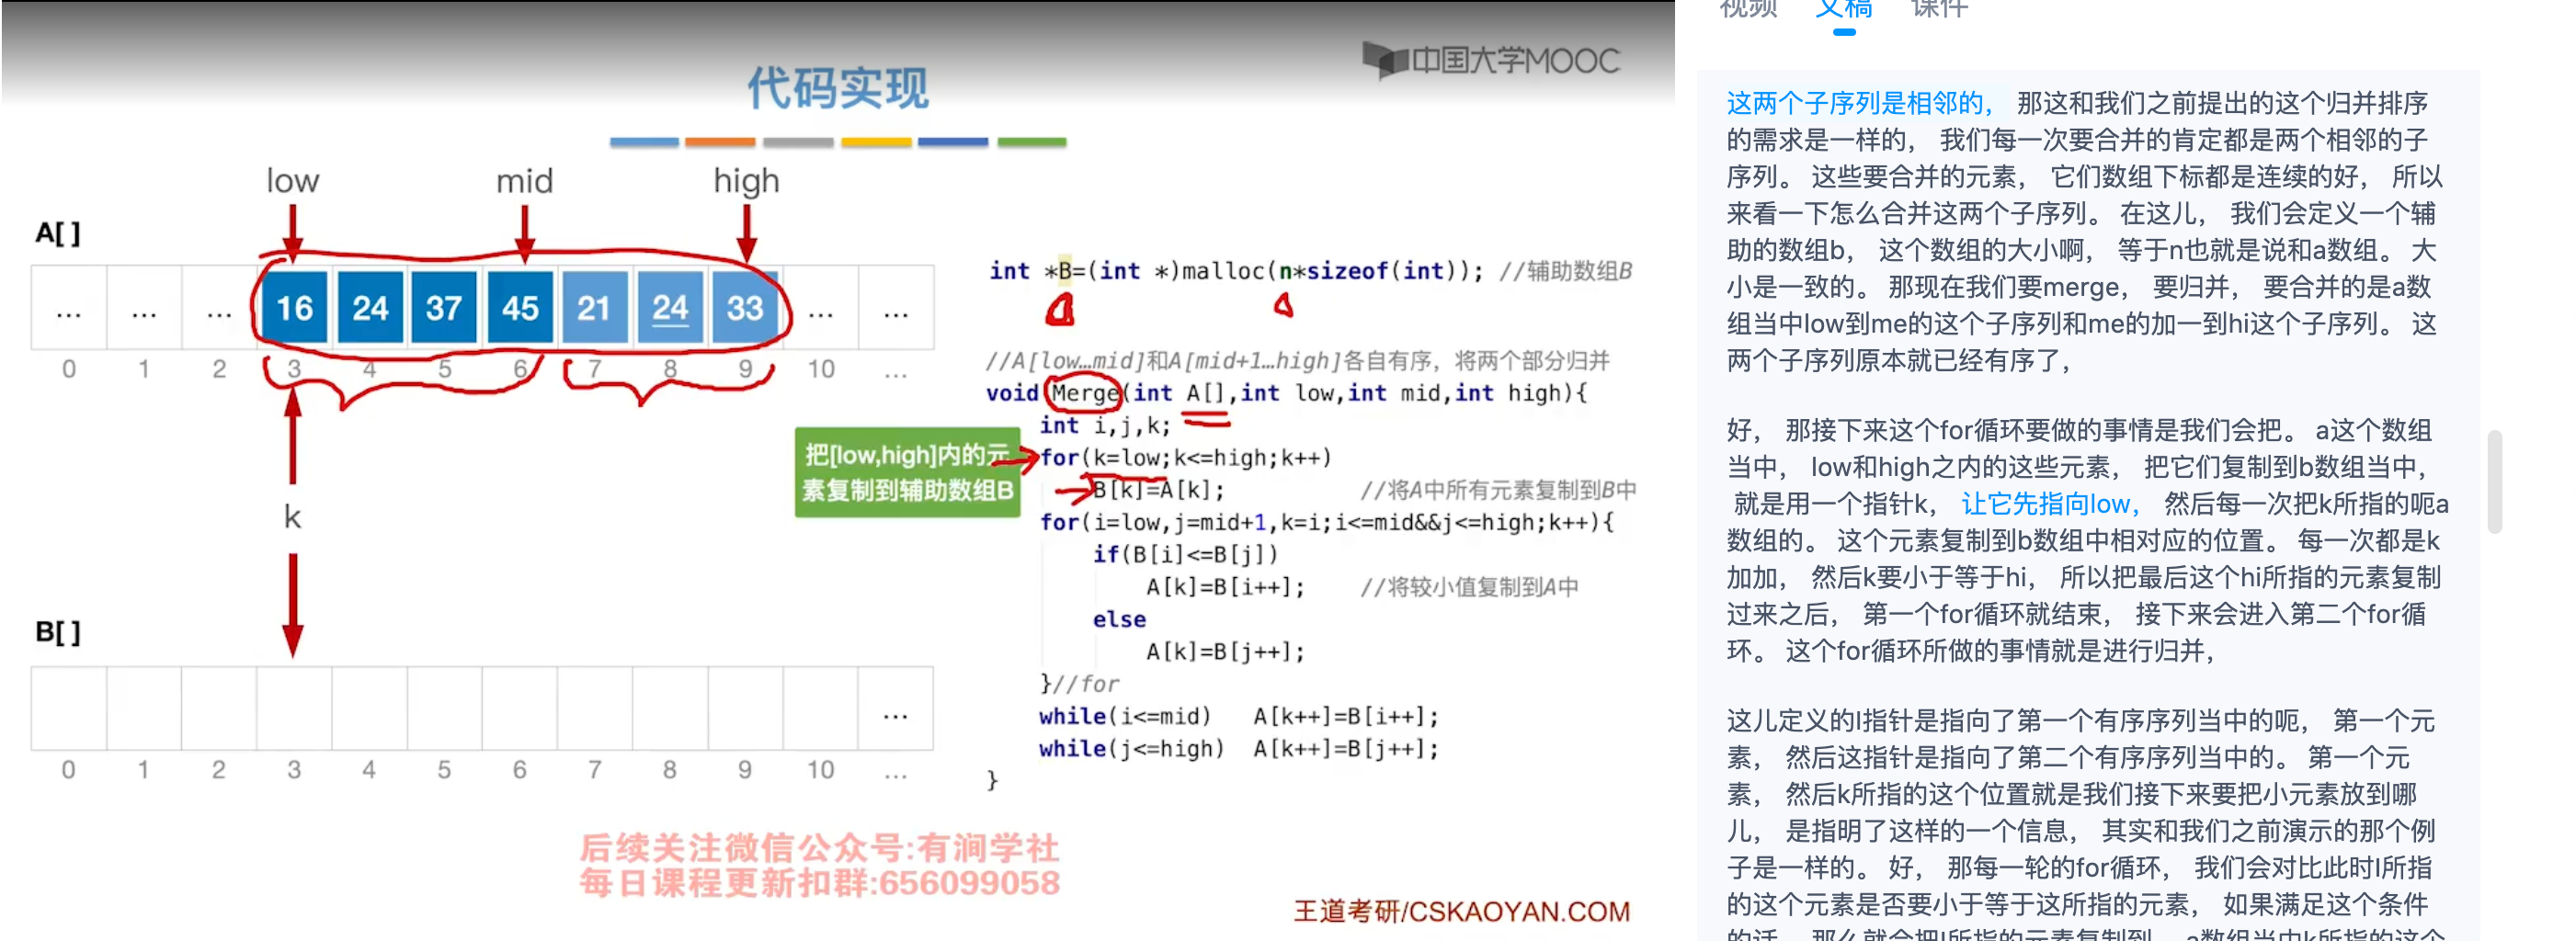 中国大学MOOC
代码实现
low mid high
A[ ]
... ... ... 16 24 37 45 21 24 33 ... ...
0 1 2 3 4 5 6 7 8 9 10 ...
k
B[ ]
...
0 1 2 3 4 5 6 7 8 9 10 ...
把[low,high]内的元
素复制到辅助数组B
int *B=(int *)malloc(n*sizeof(int)); //辅助数组B
//A[low…mid]和A[mid+1…high]各自有序，将两个部分归并
void Merge(int A[],int low,int mid,int high){
int i,j,k;
for(k=low;k<=high;k++)
B[k]=A[k]; //将A中所有元素复制到B中
for(i=low,j=mid+1,k=i;i<=mid&&j<=high;k++){
if(B[i]<=B[j])
A[k]=B[i++]; //将较小值复制到A中
else
A[k]=B[j++];
}//for
while(i<=mid) A[k++]=B[i++];
while(j<=high) A[k++]=B[j++];
}
后续关注微信公众号:有涧学社
每日课程更新扣群:656099058
王道考研/CSKAOYAN.COM
视频 文稿 课件
这两个子序列是相邻的， 那这和我们之前提出的这个归并排序
的需求是一样的， 我们每一次要合并的肯定都是两个相邻的子
序列。 这些要合并的元素， 它们数组下标都是连续的好， 所以
来看一下怎么合并这两个子序列。 在这儿， 我们会定义一个辅
助的数组b， 这个数组的大小啊， 等于n也就是说和a数组。 大
小是一致的。 那现在我们要merge， 要归并， 要合并的是a数
组当中low到me的这个子序列和me的加一到hi这个子序列。 这
两个子序列原本就已经有序了，
好， 那接下来这个for循环要做的事情是我们会把。 a这个数组
当中， low和high之内的这些元素， 把它们复制到b数组当中，
就是用一个指针k， 让它先指向low， 然后每一次把k所指的呃a
数组的。 这个元素复制到b数组中相对应的位置。 每一次都是k
加加， 然后k要小于等于hi， 所以把最后这个hi所指的元素复制
过来之后， 第一个for循环就结束， 接下来会进入第二个for循
环。 这个for循环所做的事情就是进行归并，
这儿定义的I指针是指向了第一个有序序列当中的呃， 第一个元
素， 然后这指针是指向了第二个有序序列当中的。 第一个元
素， 然后k所指的这个位置就是我们接下来要把小元素放到哪
儿， 是指明了这样的一个信息， 其实和我们之前演示的那个例
子是一样的。 好， 那每一轮的for循环， 我们会对比此时I所指
的这个元素是否要小于等于这所指的元素， 如果满足这个条件
的话， 那么就会把I所指的元素复制到， a数组当中k所指的这个